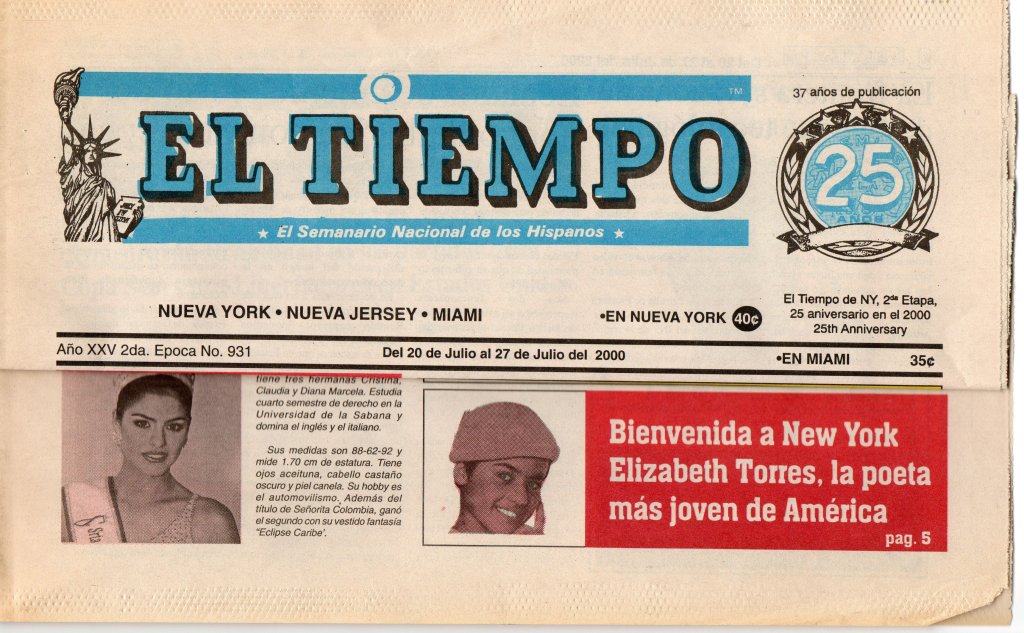 37 años de publicación
TM
EL TIEMPO
25
AÑOS
El Semanario Nacional de los Hispanos
El Tiempo de NY, 2da Etapa,
25 aniversario en el 2000
25th Anniversary
NUEVA YORK • NUEVA JERSEY • MIAMI
•EN NUEVA YORK 40¢
Año XXV 2da. Epoca No. 931
Del 20 de Julio al 27 de Julio del 2000
•EN MIAMI 35¢
tiene tres hermanas Cristina,
Claudia y Diana Marcela. Estudia
cuarto semestre de derecho en la
Universidad de la Sabana y
domina el inglés y el italiano.
Sus medidas son 88-62-92 y
mide 1.70 cm de estatura. Tiene
ojos aceituna, cabello castaño
oscuro y piel canela. Su hobby es
el automovilismo. Además del
título de Señorita Colombia, ganó
el segundo con su vestido fantasía
'Eclipse Caribe'.
Bienvenida a New York
Elizabeth Torres, la poeta
más joven de América
pag. 5